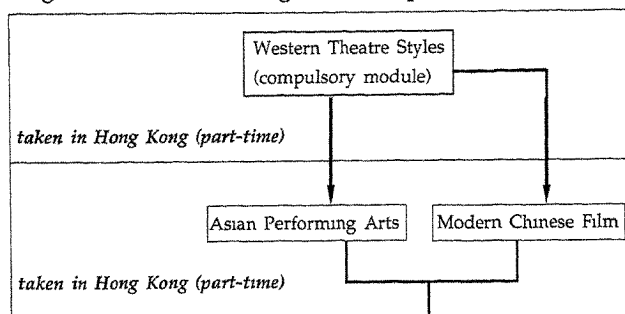 Western Theatre Styles
(compulsory module)
taken in Hong Kong (part-time)
Asian Performing Arts
Modern Chinese Film
taken in Hong Kong (part-time)